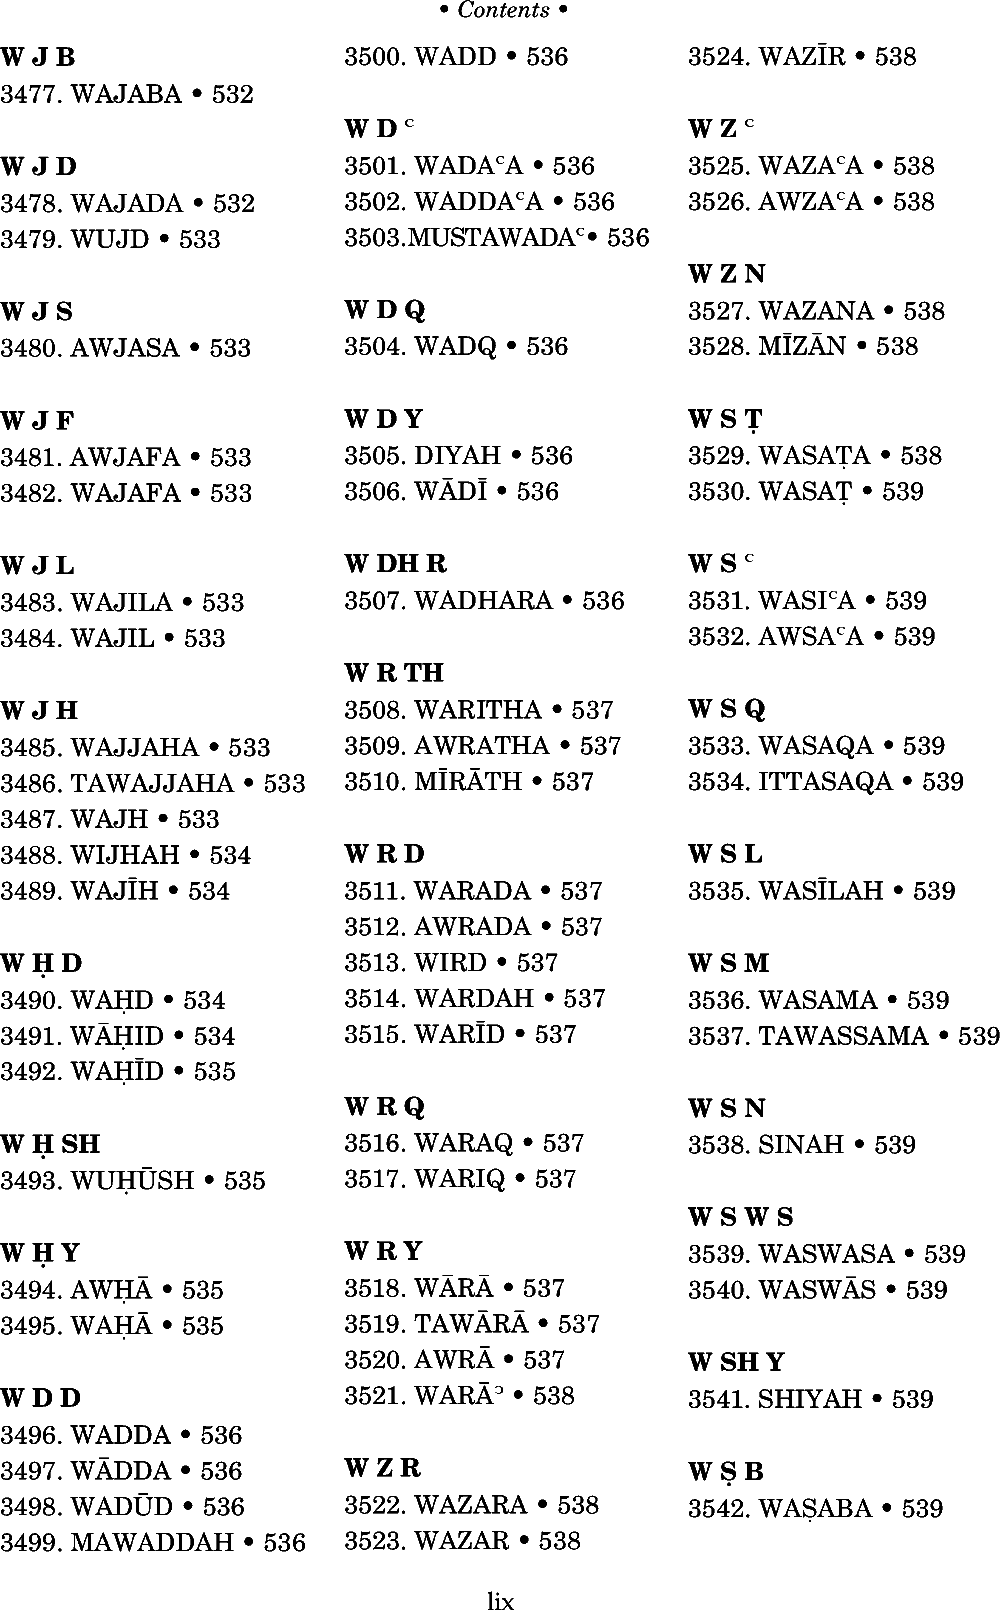 • Contents •
W J B
3477. WAJABA • 532
W J D
3478. WAJADA • 532
3479. WUJD • 533
W J S
3480. AWJASA • 533
W J F
3481. AWJAFA • 533
3482. WAJAFA • 533
W J L
3483. WAJILA • 533
3484. WAJIL • 533
W J H
3485. WAJJAHA • 533
3486. TAWAJJAHA • 533
3487. WAJH • 533
3488. WIJHAH • 534
3489. WAJĪH • 534
W Ḥ D
3490. WAḤD • 534
3491. WĀḤID • 534
3492. WAḤĪD • 535
W Ḥ SH
3493. WUḤŪSH • 535
W Ḥ Y
3494. AWḤĀ • 535
3495. WAḤĀ • 535
W D D
3496. WADDA • 536
3497. WĀDDA • 536
3498. WADŪD • 536
3499. MAWADDAH • 536
3500. WADD • 536
W D ᶜ
3501. WADAᶜA • 536
3502. WADDAᶜA • 536
3503.MUSTAWADAᶜ• 536
W D Q
3504. WADQ • 536
W D Y
3505. DIYAH • 536
3506. WĀDĪ • 536
W DH R
3507. WADHARA • 536
W R TH
3508. WARITHA • 537
3509. AWRATHA • 537
3510. MĪRĀTH • 537
W R D
3511. WARADA • 537
3512. AWRADA • 537
3513. WIRD • 537
3514. WARDAH • 537
3515. WARĪD • 537
W R Q
3516. WARAQ • 537
3517. WARIQ • 537
W R Y
3518. WĀRĀ • 537
3519. TAWĀRĀ • 537
3520. AWRĀ • 537
3521. WARĀᵓ • 538
W Z R
3522. WAZARA • 538
3523. WAZAR • 538
3524. WAZĪR • 538
W Z ᶜ
3525. WAZAᶜA • 538
3526. AWZAᶜA • 538
W Z N
3527. WAZANA • 538
3528. MĪZĀN • 538
W S Ṭ
3529. WASAṬA • 538
3530. WASAṬ • 539
W S ᶜ
3531. WASIᶜA • 539
3532. AWSAᶜA • 539
W S Q
3533. WASAQA • 539
3534. ITTASAQA • 539
W S L
3535. WASĪLAH • 539
W S M
3536. WASAMA • 539
3537. TAWASSAMA • 539
W S N
3538. SINAH • 539
W S W S
3539. WASWASA • 539
3540. WASWĀS • 539
W SH Y
3541. SHIYAH • 539
W Ṣ B
3542. WAṢABA • 539
lix